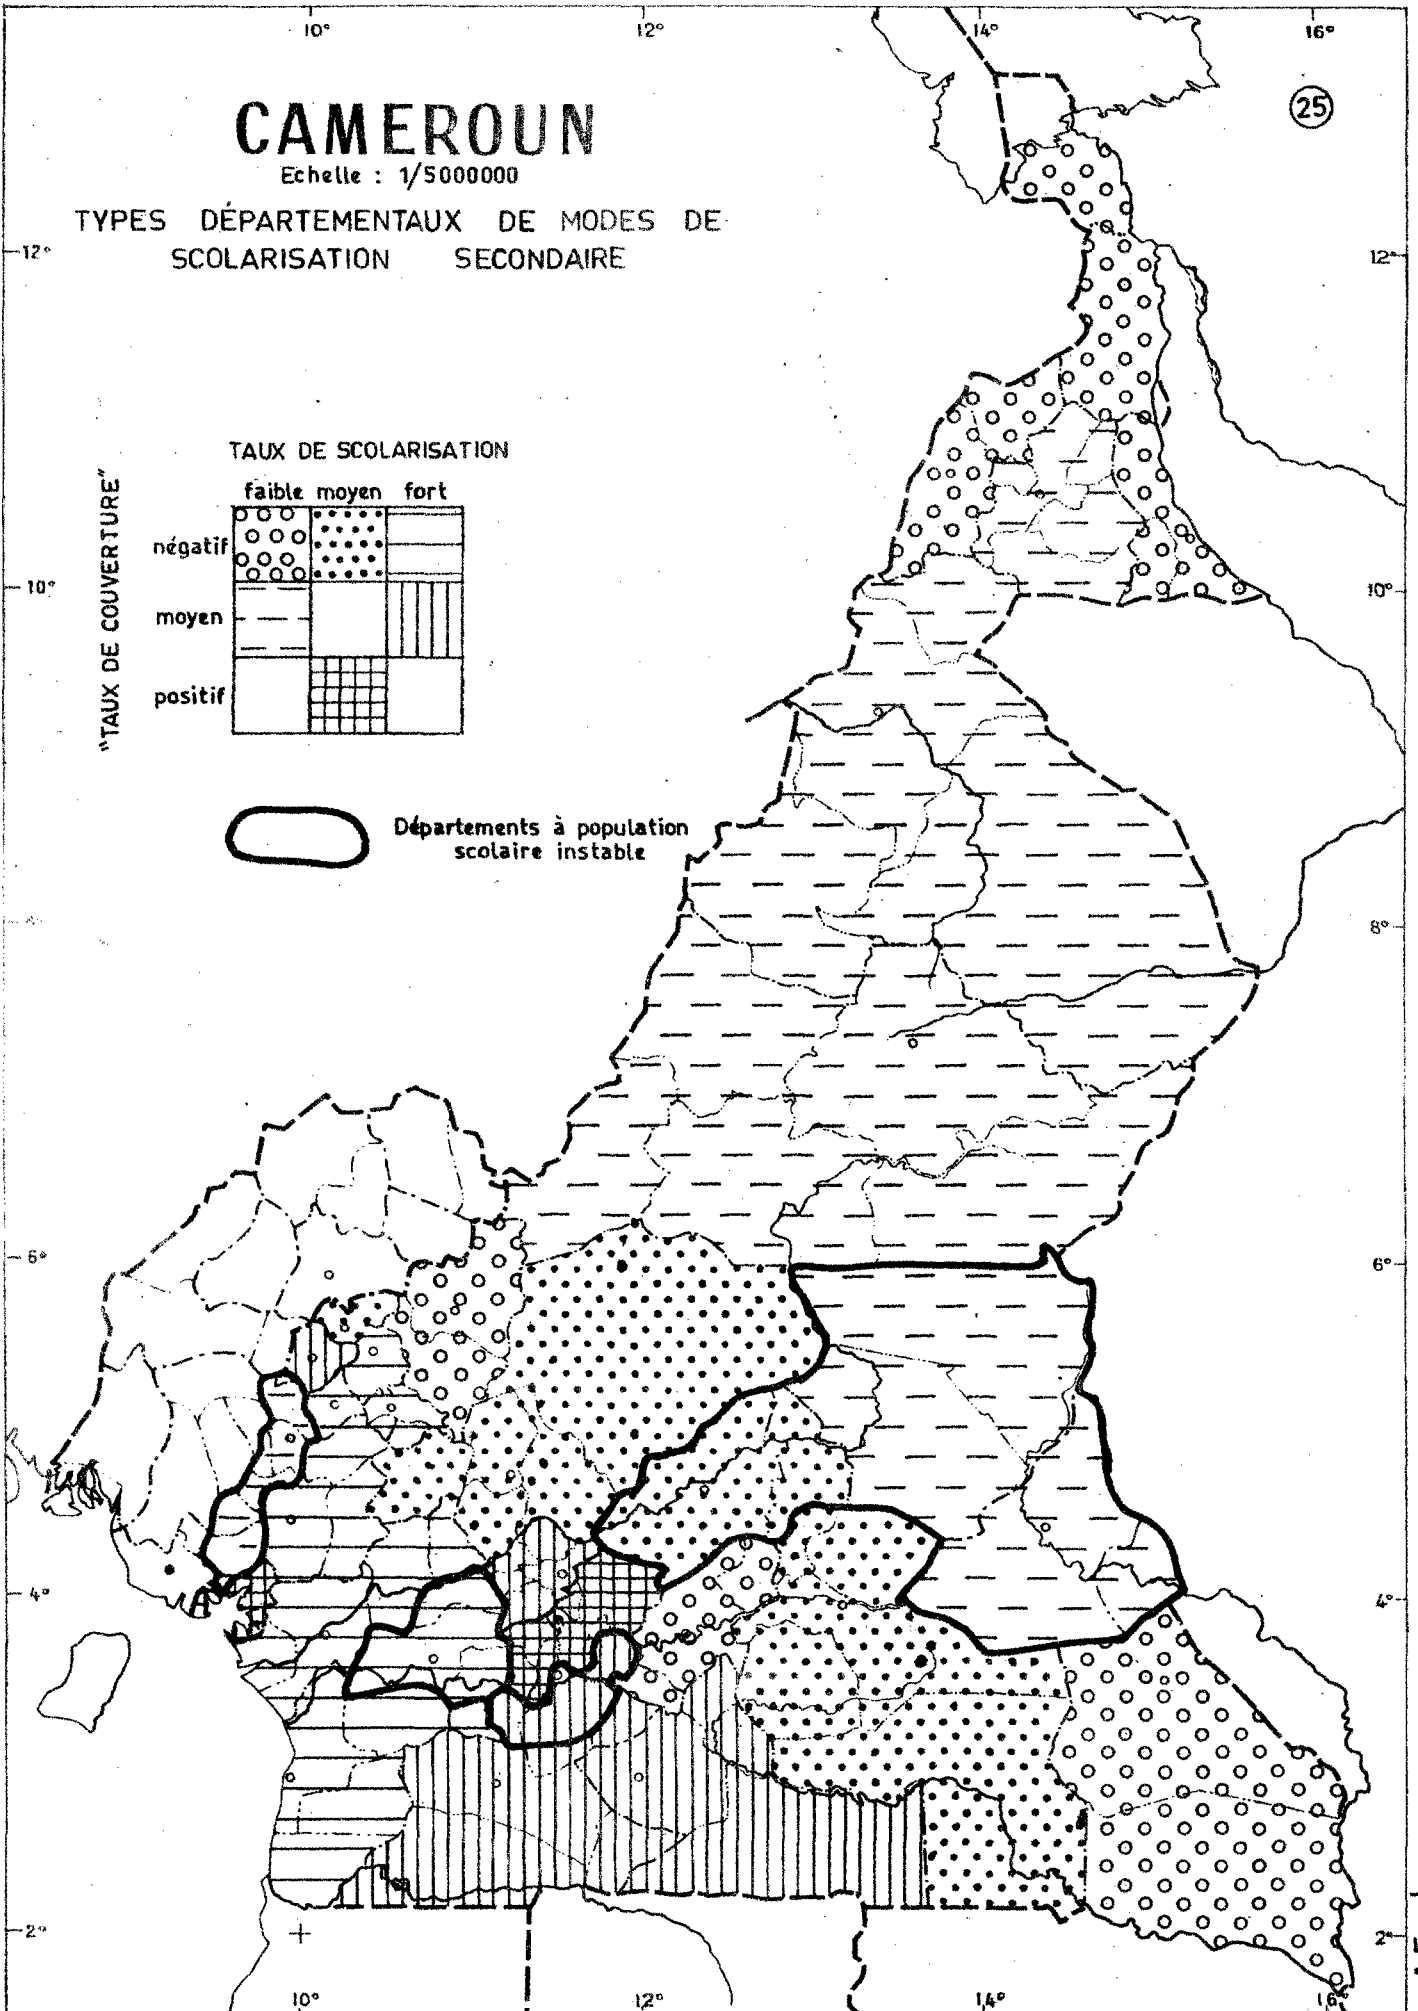 10° 12° 14° 16°
25
CAMEROUN
Echelle : 1/5000000
TYPES DÉPARTEMENTAUX DE MODES DE
SCOLARISATION SECONDAIRE
12° 12°
TAUX DE SCOLARISATION
faible moyen fort
"TAUX DE COUVERTURE"
négatif
moyen
positif
10° 10°
Départements à population
scolaire instable
8°
6° 6°
4° 4°
2° 2°
10° 12° 14° 16°